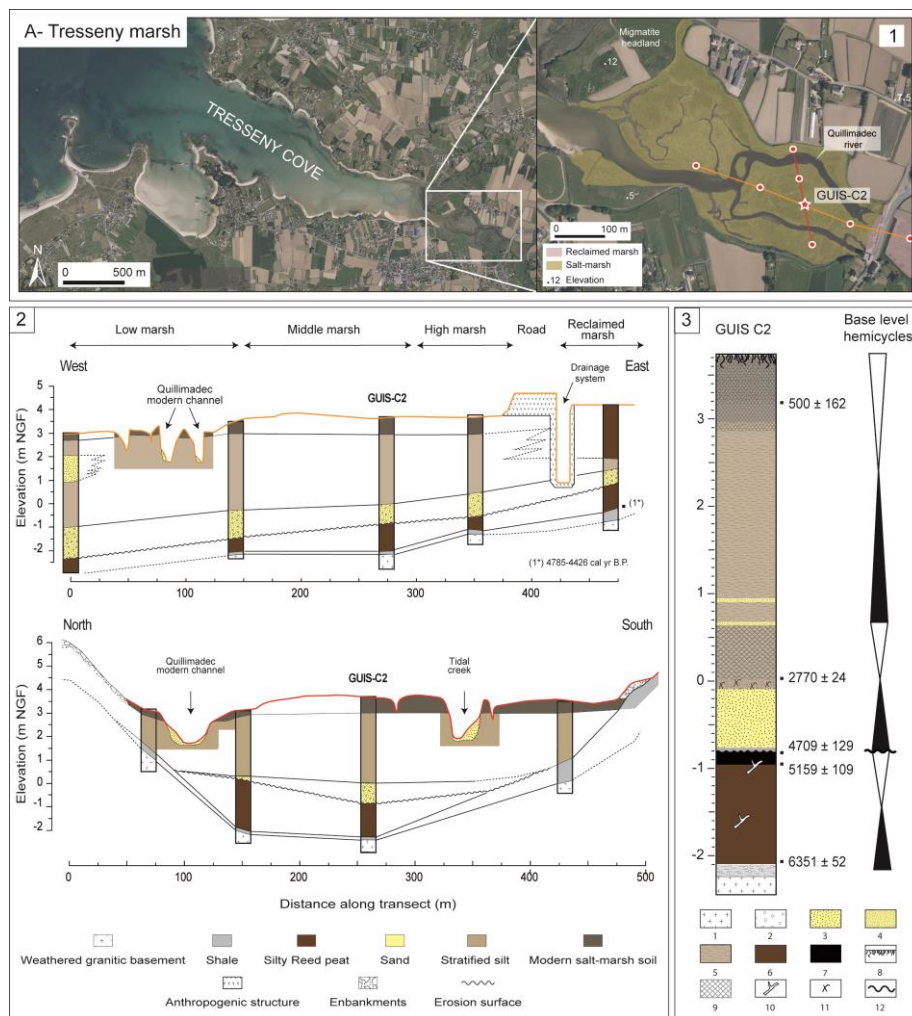 A- Tresseny marsh
TRESSENY COVE
N
0 500 m
1
Migmatite
headland
12
7,5
Quillimadec
river
GUIS-C2
5
0 100 m
Reclaimed marsh
Salt-marsh
.12 Elevation
2
Low marsh
Middle marsh
High marsh
Road
Reclaimed
marsh
West
East
Quillimadec
modern channel
GUIS-C2
Drainage
system
Elevation (m NGF)
5
4
3
2
1
0
-1
-2
(1*)
(1*) 4785-4426 cal yr B.P.
0 100 200 300 400 500
North
South
Quillimadec
modern channel
GUIS-C2
Tidal
creek
Elevation (m NGF)
6
5
4
3
2
1
0
-1
-2
0 100 200 300 400 500
Distance along transect (m)
Weathered granitic basement
Shale
Silty Reed peat
Sand
Stratified silt
Modern salt-marsh soil
Anthropogenic structure
Enbankments
Erosion surface
3
GUIS C2
Base level
hemicycles
3
2
1
0
-1
-2
500 ± 162
2770 ± 24
4709 ± 129
5159 ± 109
6351 ± 52
1 2 3 4
5 6 7 8
9 10 11 12